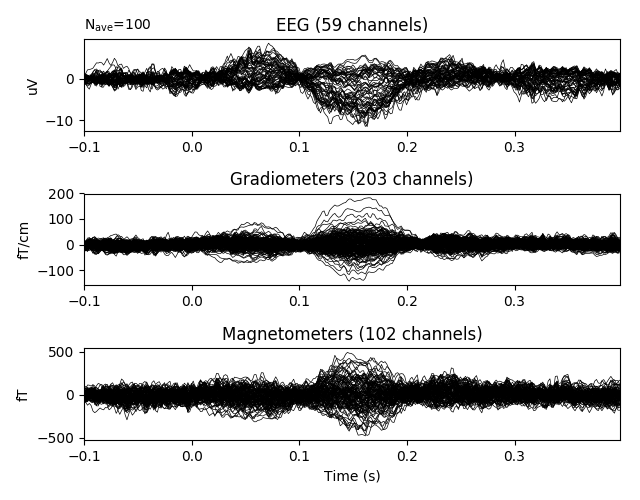 N_ave=100
EEG (59 channels)
uV
0
−10
−0.1 0.0 0.1 0.2 0.3
Gradiometers (203 channels)
fT/cm
200
100
0
−100
−0.1 0.0 0.1 0.2 0.3
Magnetometers (102 channels)
fT
500
0
−500
−0.1 0.0 0.1 0.2 0.3
Time (s)